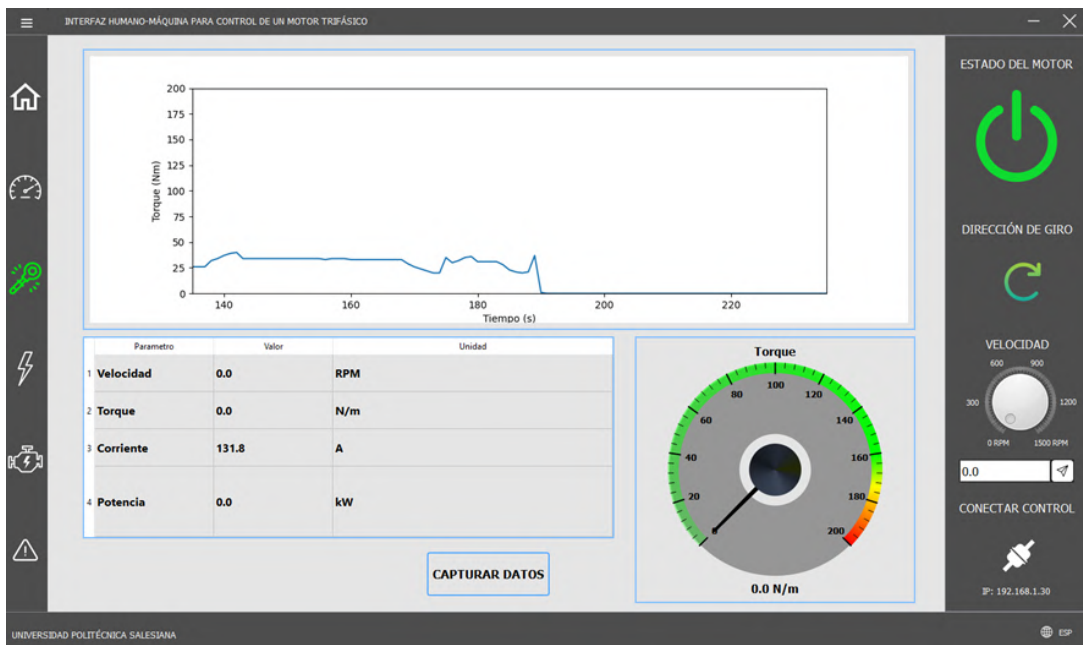 INTERFAZ HUMANO-MÁQUINA PARA CONTROL DE UN MOTOR TRIFÁSICO
200
175
150
125
100
75
50
25
0
Torque (Nm)
140 160 180 200 220
Tiempo (s)
Parametro Valor Unidad
1 Velocidad 0.0 RPM
2 Torque 0.0 N/m
3 Corriente 131.8 A
4 Potencia 0.0 kW
CAPTURAR DATOS
Torque
0 20 40 60 80 100 120 140 160 180 200
0.0 N/m
ESTADO DEL MOTOR
DIRECCIÓN DE GIRO
VELOCIDAD
600 900
300 1200
0 RPM 1500 RPM
0.0
CONECTAR CONTROL
IP: 192.168.1.30
UNIVERSIDAD POLITÉCNICA SALESIANA
ESP